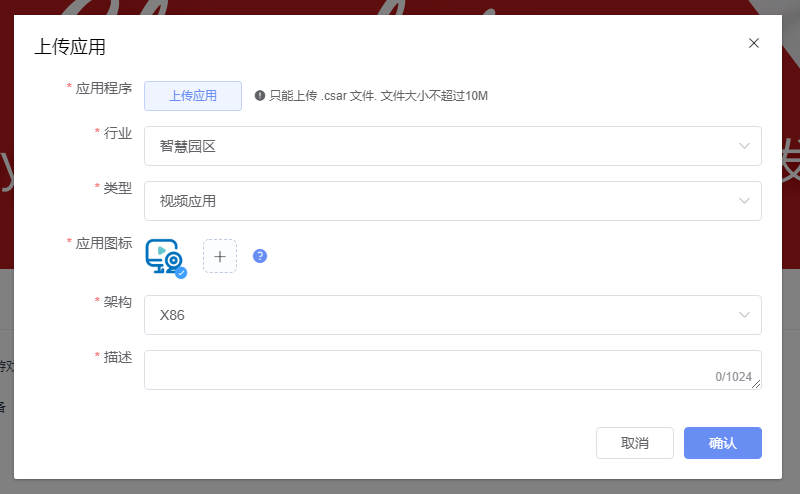 上传应用
* 应用程序 上传应用 只能上传 .csar 文件. 文件大小不超过10M
* 行业 智慧园区
* 类型 视频应用
* 应用图标
* 架构 X86
* 描述
0/1024
取消 确认